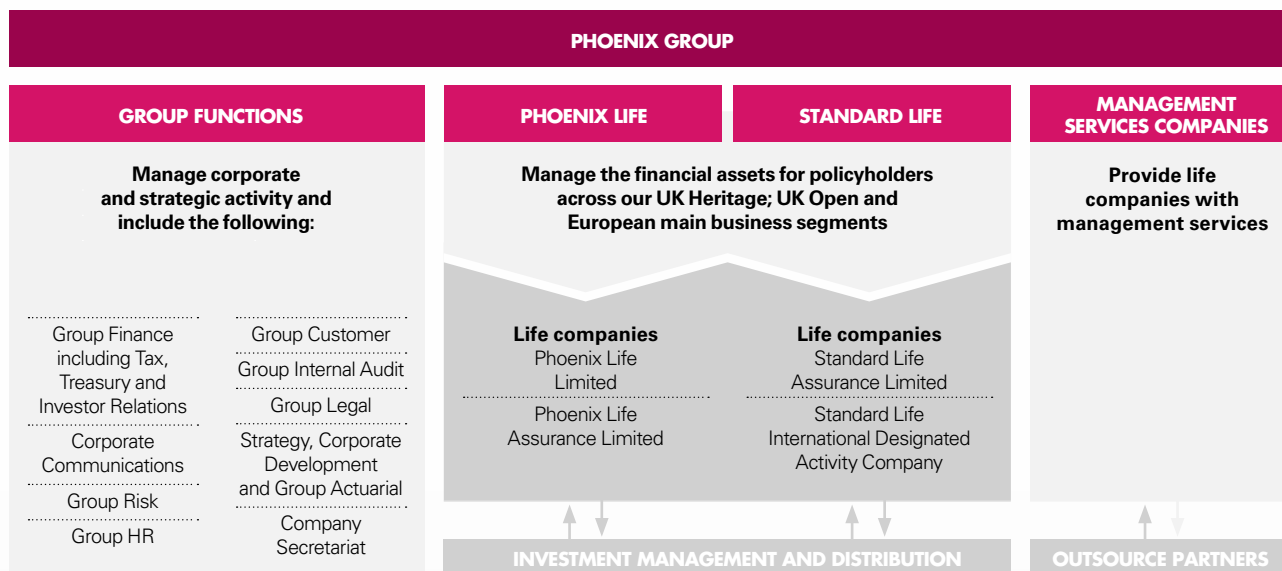 PHOENIX GROUP
GROUP FUNCTIONS
Manage corporate
and strategic activity and
include the following:
Group Finance
including Tax,
Treasury and
Investor Relations
Corporate
Communications
Group Risk
Group HR
Group Customer
Group Internal Audit
Group Legal
Strategy, Corporate
Development
and Group Actuarial
Company
Secretariat
PHOENIX LIFE
STANDARD LIFE
Manage the financial assets for policyholders
across our UK Heritage; UK Open and
European main business segments
Life companies
Phoenix Life
Limited
Phoenix Life
Assurance Limited
Life companies
Standard Life
Assurance Limited
Standard Life
International Designated
Activity Company
INVESTMENT MANAGEMENT AND DISTRIBUTION
MANAGEMENT
SERVICES COMPANIES
Provide life
companies with
management services
OUTSOURCE PARTNERS